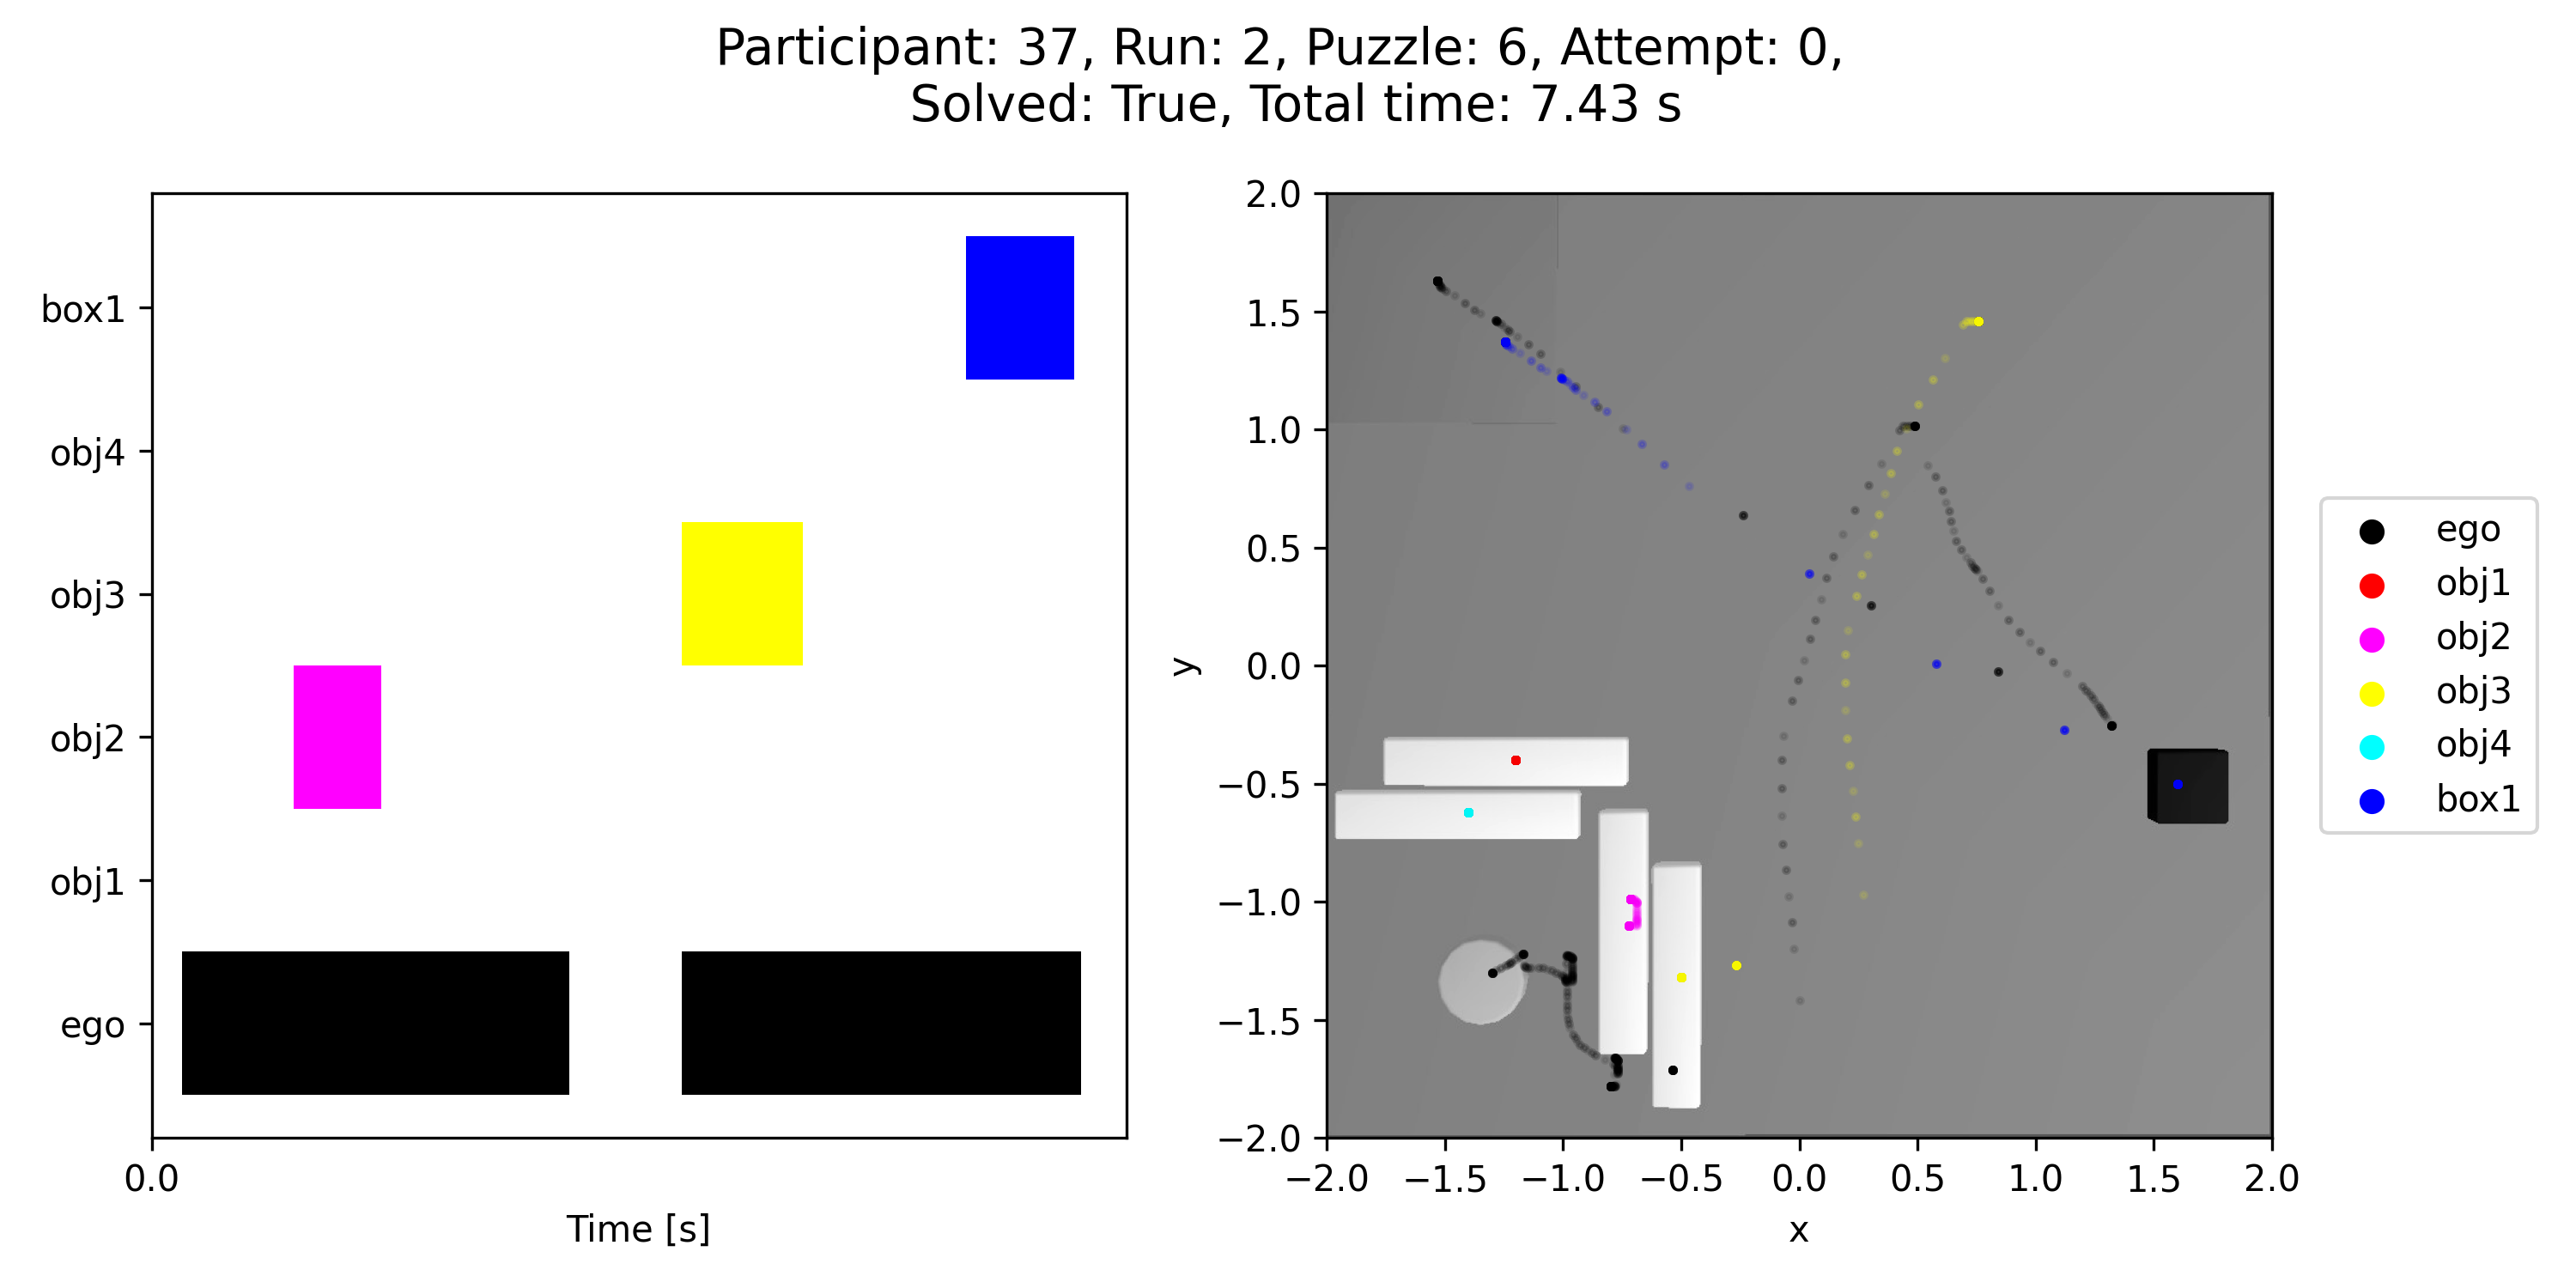 Participant: 37, Run: 2, Puzzle: 6, Attempt: 0,
Solved: True, Total time: 7.43 s
box1
obj4
obj3
obj2
obj1
ego
0.0
Time [s]
2.0
1.5
1.0
0.5
0.0
−0.5
−1.0
−1.5
−2.0
y
−2.0 −1.5 −1.0 −0.5 0.0 0.5 1.0 1.5 2.0
x
ego
obj1
obj2
obj3
obj4
box1